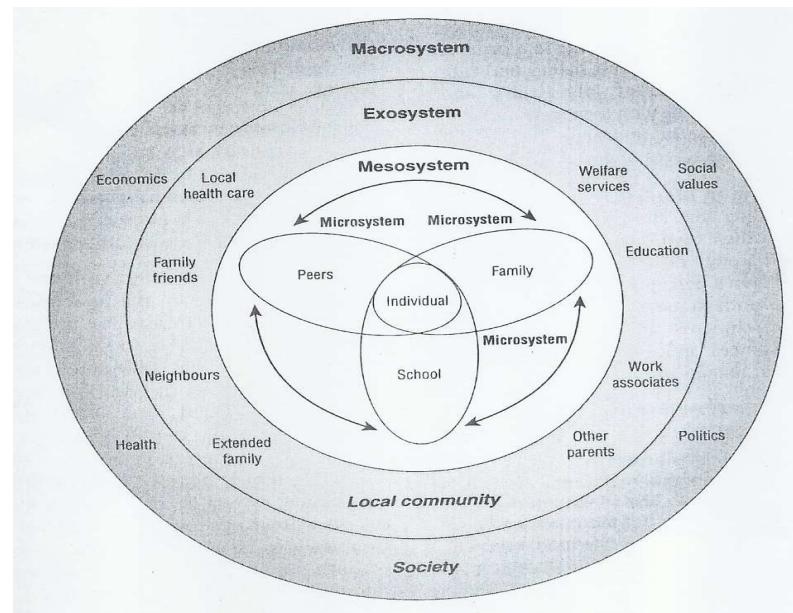 Macrosystem
Exosystem
Mesosystem
Economics
Local
health care
Welfare
services
Social
values
Microsystem
Microsystem
Family
friends
Peers
Family
Education
Individual
Microsystem
Neighbours
School
Work
associates
Health
Extended
family
Other
parents
Politics
Local community
Society